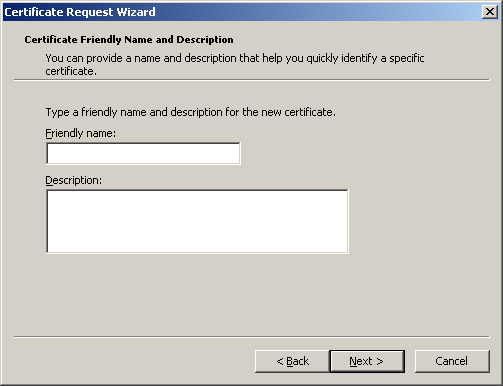 Certificate Request Wizard
Certificate Friendly Name and Description
You can provide a name and description that help you quickly identify a specific
certificate.
Type a friendly name and description for the new certificate.
Friendly name:
Description:
< Back Next > Cancel